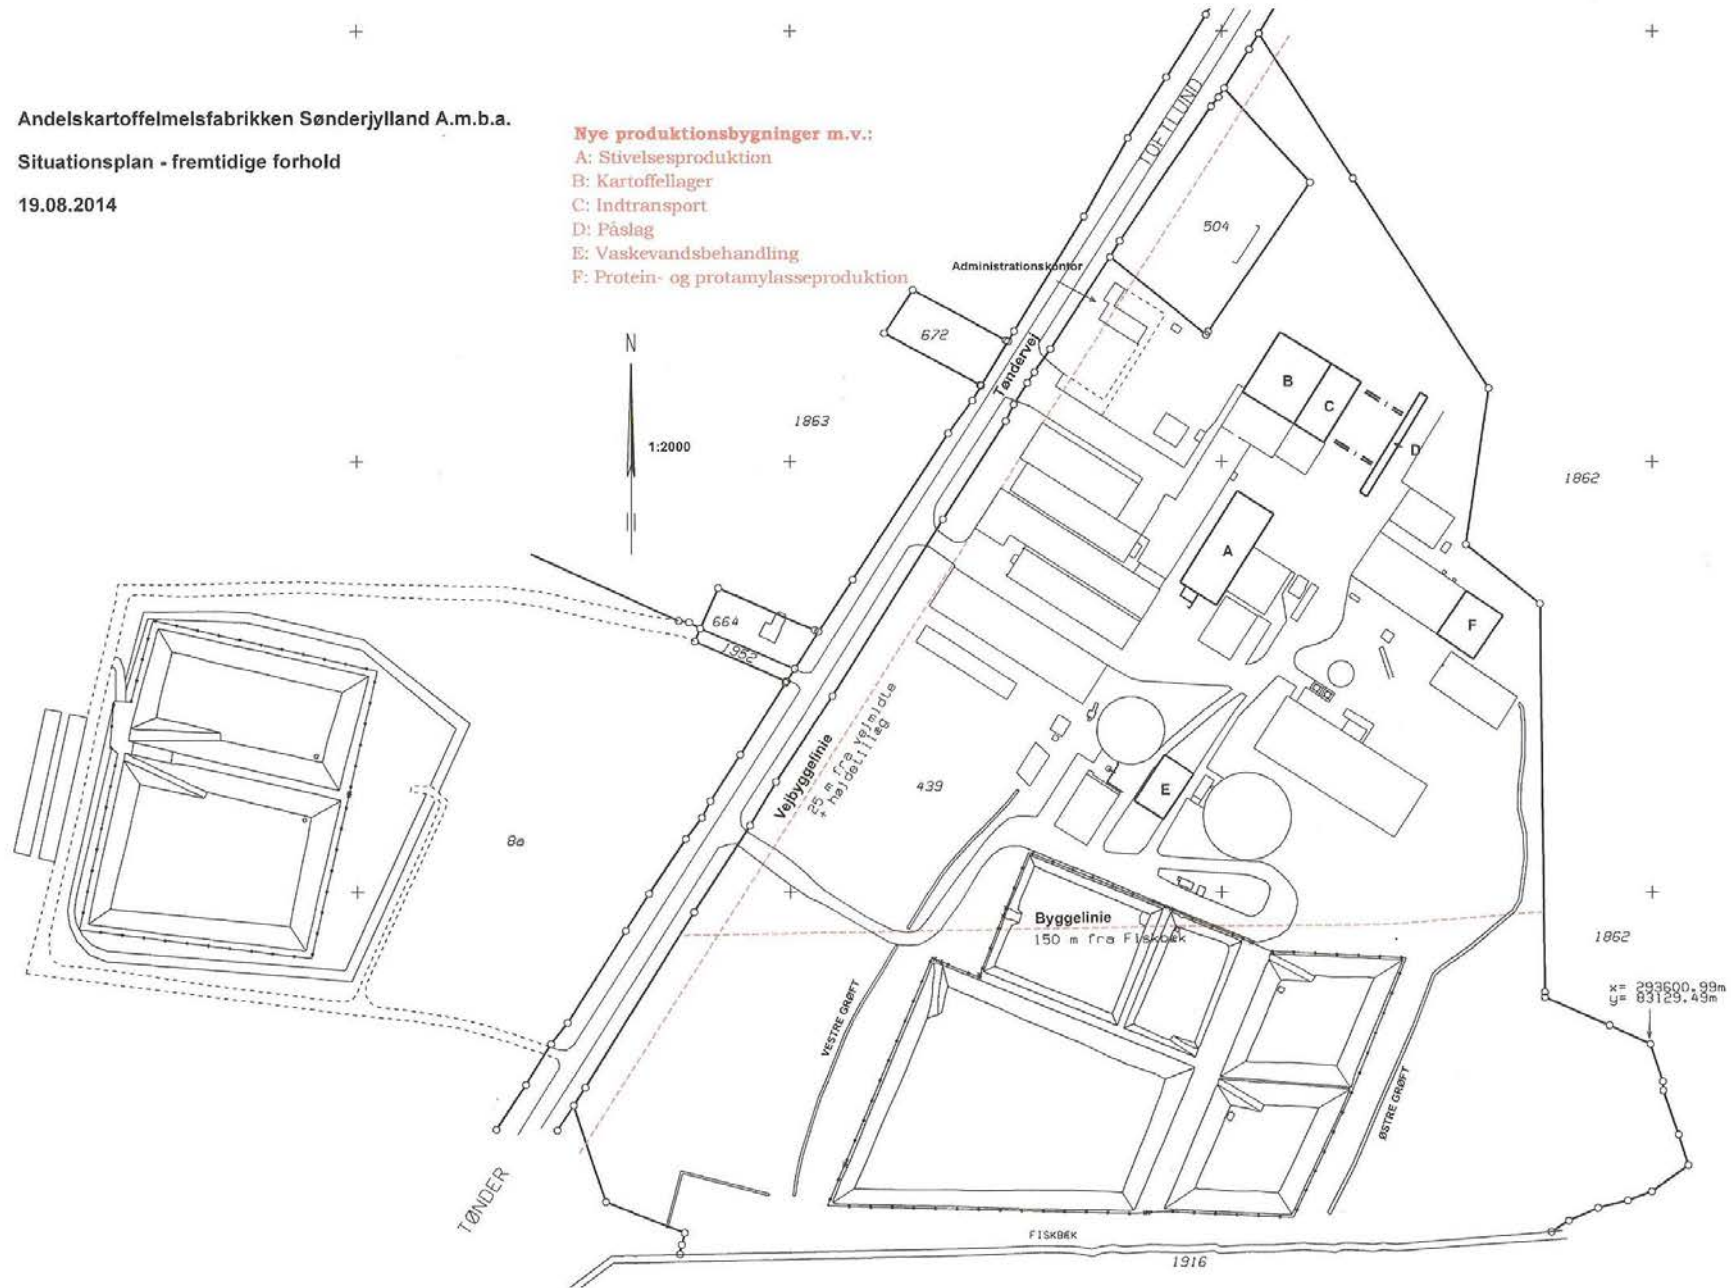 Andelskartoffelmelsfabrikken Sønderjylland A.m.b.a.
Situationsplan - fremtidige forhold
19.08.2014
Nye produktionsbygninger m.v.:
A: Stivelsesproduktion
B: Kartoffellager
C: Indtransport
D: Påslag
E: Vaskevandsbehandling
F: Protein- og protamylasseproduktion
TOFTLUND
504
Administrationskontor
672
Tøndervej
N
1:2000
1863
B
C
D
1862
A
F
664
1952
Vejbyggelinie
25 m fra vejmidte
+ højdetillæg
439
E
8a
Byggelinie
150 m fra Fiskbæk
1862
x= 293600.99m
y= 83129.49m
VESTRE GRØFT
ØSTRE GRØFT
TØNDER
FISKBÆK
1916